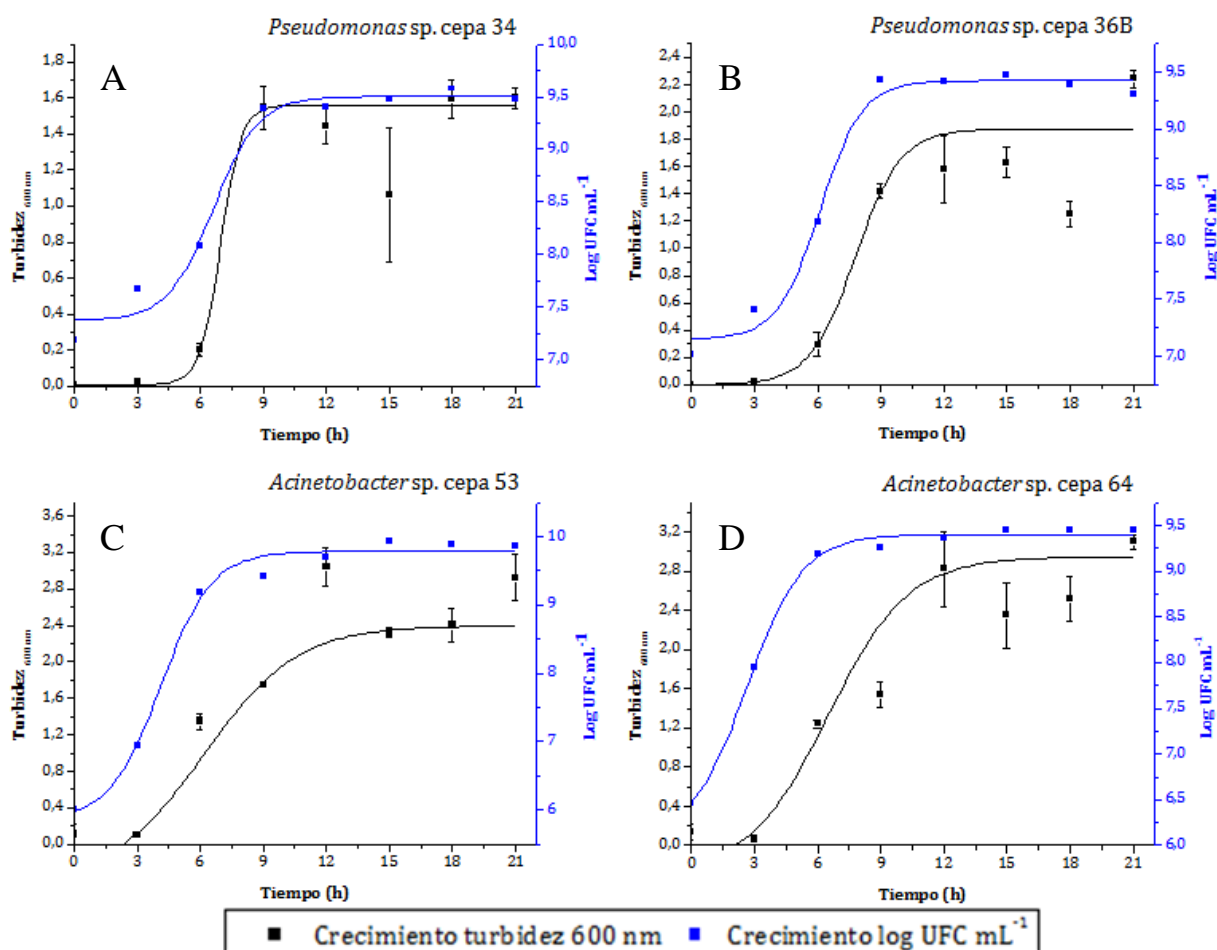 Pseudomonas sp. cepa 34
A
1,8
1,6
1,4
1,2
1,0
0,8
0,6
0,4
0,2
0,0
Turbidez 600 nm
10,0
9,5
9,0
8,5
8,0
7,5
7,0
Log UFC mL-1
0 3 6 9 12 15 18 21
Tiempo (h)
Pseudomonas sp. cepa 36B
B
2,4
2,2
2,0
1,8
1,6
1,4
1,2
1,0
0,8
0,6
0,4
0,2
0,0
Turbidez 600 nm
9,5
9,0
8,5
8,0
7,5
7,0
Log UFC mL-1
0 3 6 9 12 15 18 21
Tiempo (h)
Acinetobacter sp. cepa 53
C
3,6
3,2
2,8
2,4
2,0
1,6
1,2
0,8
0,4
0,0
Turbidez 600 nm
10
9
8
7
6
Log UFC mL-1
0 3 6 9 12 15 18 21
Tiempo (h)
Acinetobacter sp. cepa 64
D
3,2
2,8
2,4
2,0
1,6
1,2
0,8
0,4
0,0
Turbidez 600 nm
9,5
9,0
8,5
8,0
7,5
7,0
6,5
6,0
Log UFC mL-1
0 3 6 9 12 15 18 21
Tiempo (h)
Crecimiento turbidez 600 nm Crecimiento log UFC mL-1